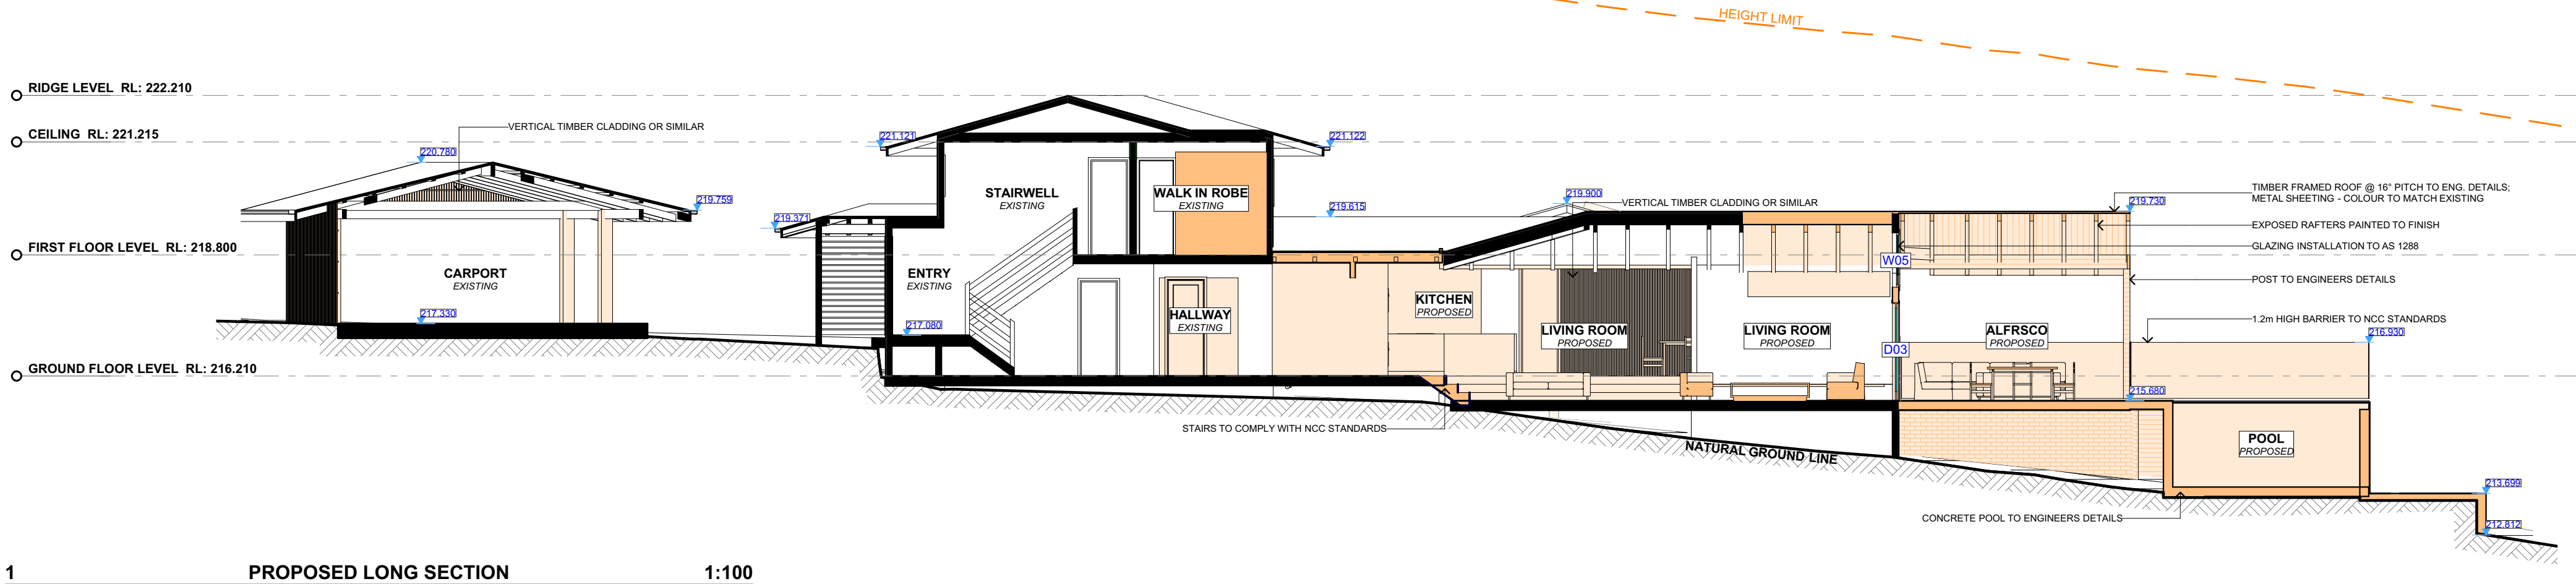 HEIGHT LIMIT
RIDGE LEVEL RL: 222.210
CEILING RL: 221.215
VERTICAL TIMBER CLADDING OR SIMILAR
220.780
221.121
221.122
219.759
219.371
STAIRWELL
EXISTING
WALK IN ROBE
EXISTING
219.615
219.900
VERTICAL TIMBER CLADDING OR SIMILAR
219.730
TIMBER FRAMED ROOF @ 16° PITCH TO ENG. DETAILS;
METAL SHEETING - COLOUR TO MATCH EXISTING
EXPOSED RAFTERS PAINTED TO FINISH
GLAZING INSTALLATION TO AS 1288
FIRST FLOOR LEVEL RL: 218.800
W05
CARPORT
EXISTING
ENTRY
EXISTING
POST TO ENGINEERS DETAILS
217.330
217.080
HALLWAY
EXISTING
KITCHEN
PROPOSED
LIVING ROOM
PROPOSED
LIVING ROOM
PROPOSED
ALFRSCO
PROPOSED
1.2m HIGH BARRIER TO NCC STANDARDS
216.930
D03
GROUND FLOOR LEVEL RL: 216.210
215.680
STAIRS TO COMPLY WITH NCC STANDARDS
NATURAL GROUND LINE
POOL
PROPOSED
213.699
CONCRETE POOL TO ENGINEERS DETAILS
212.812
1 PROPOSED LONG SECTION 1:100